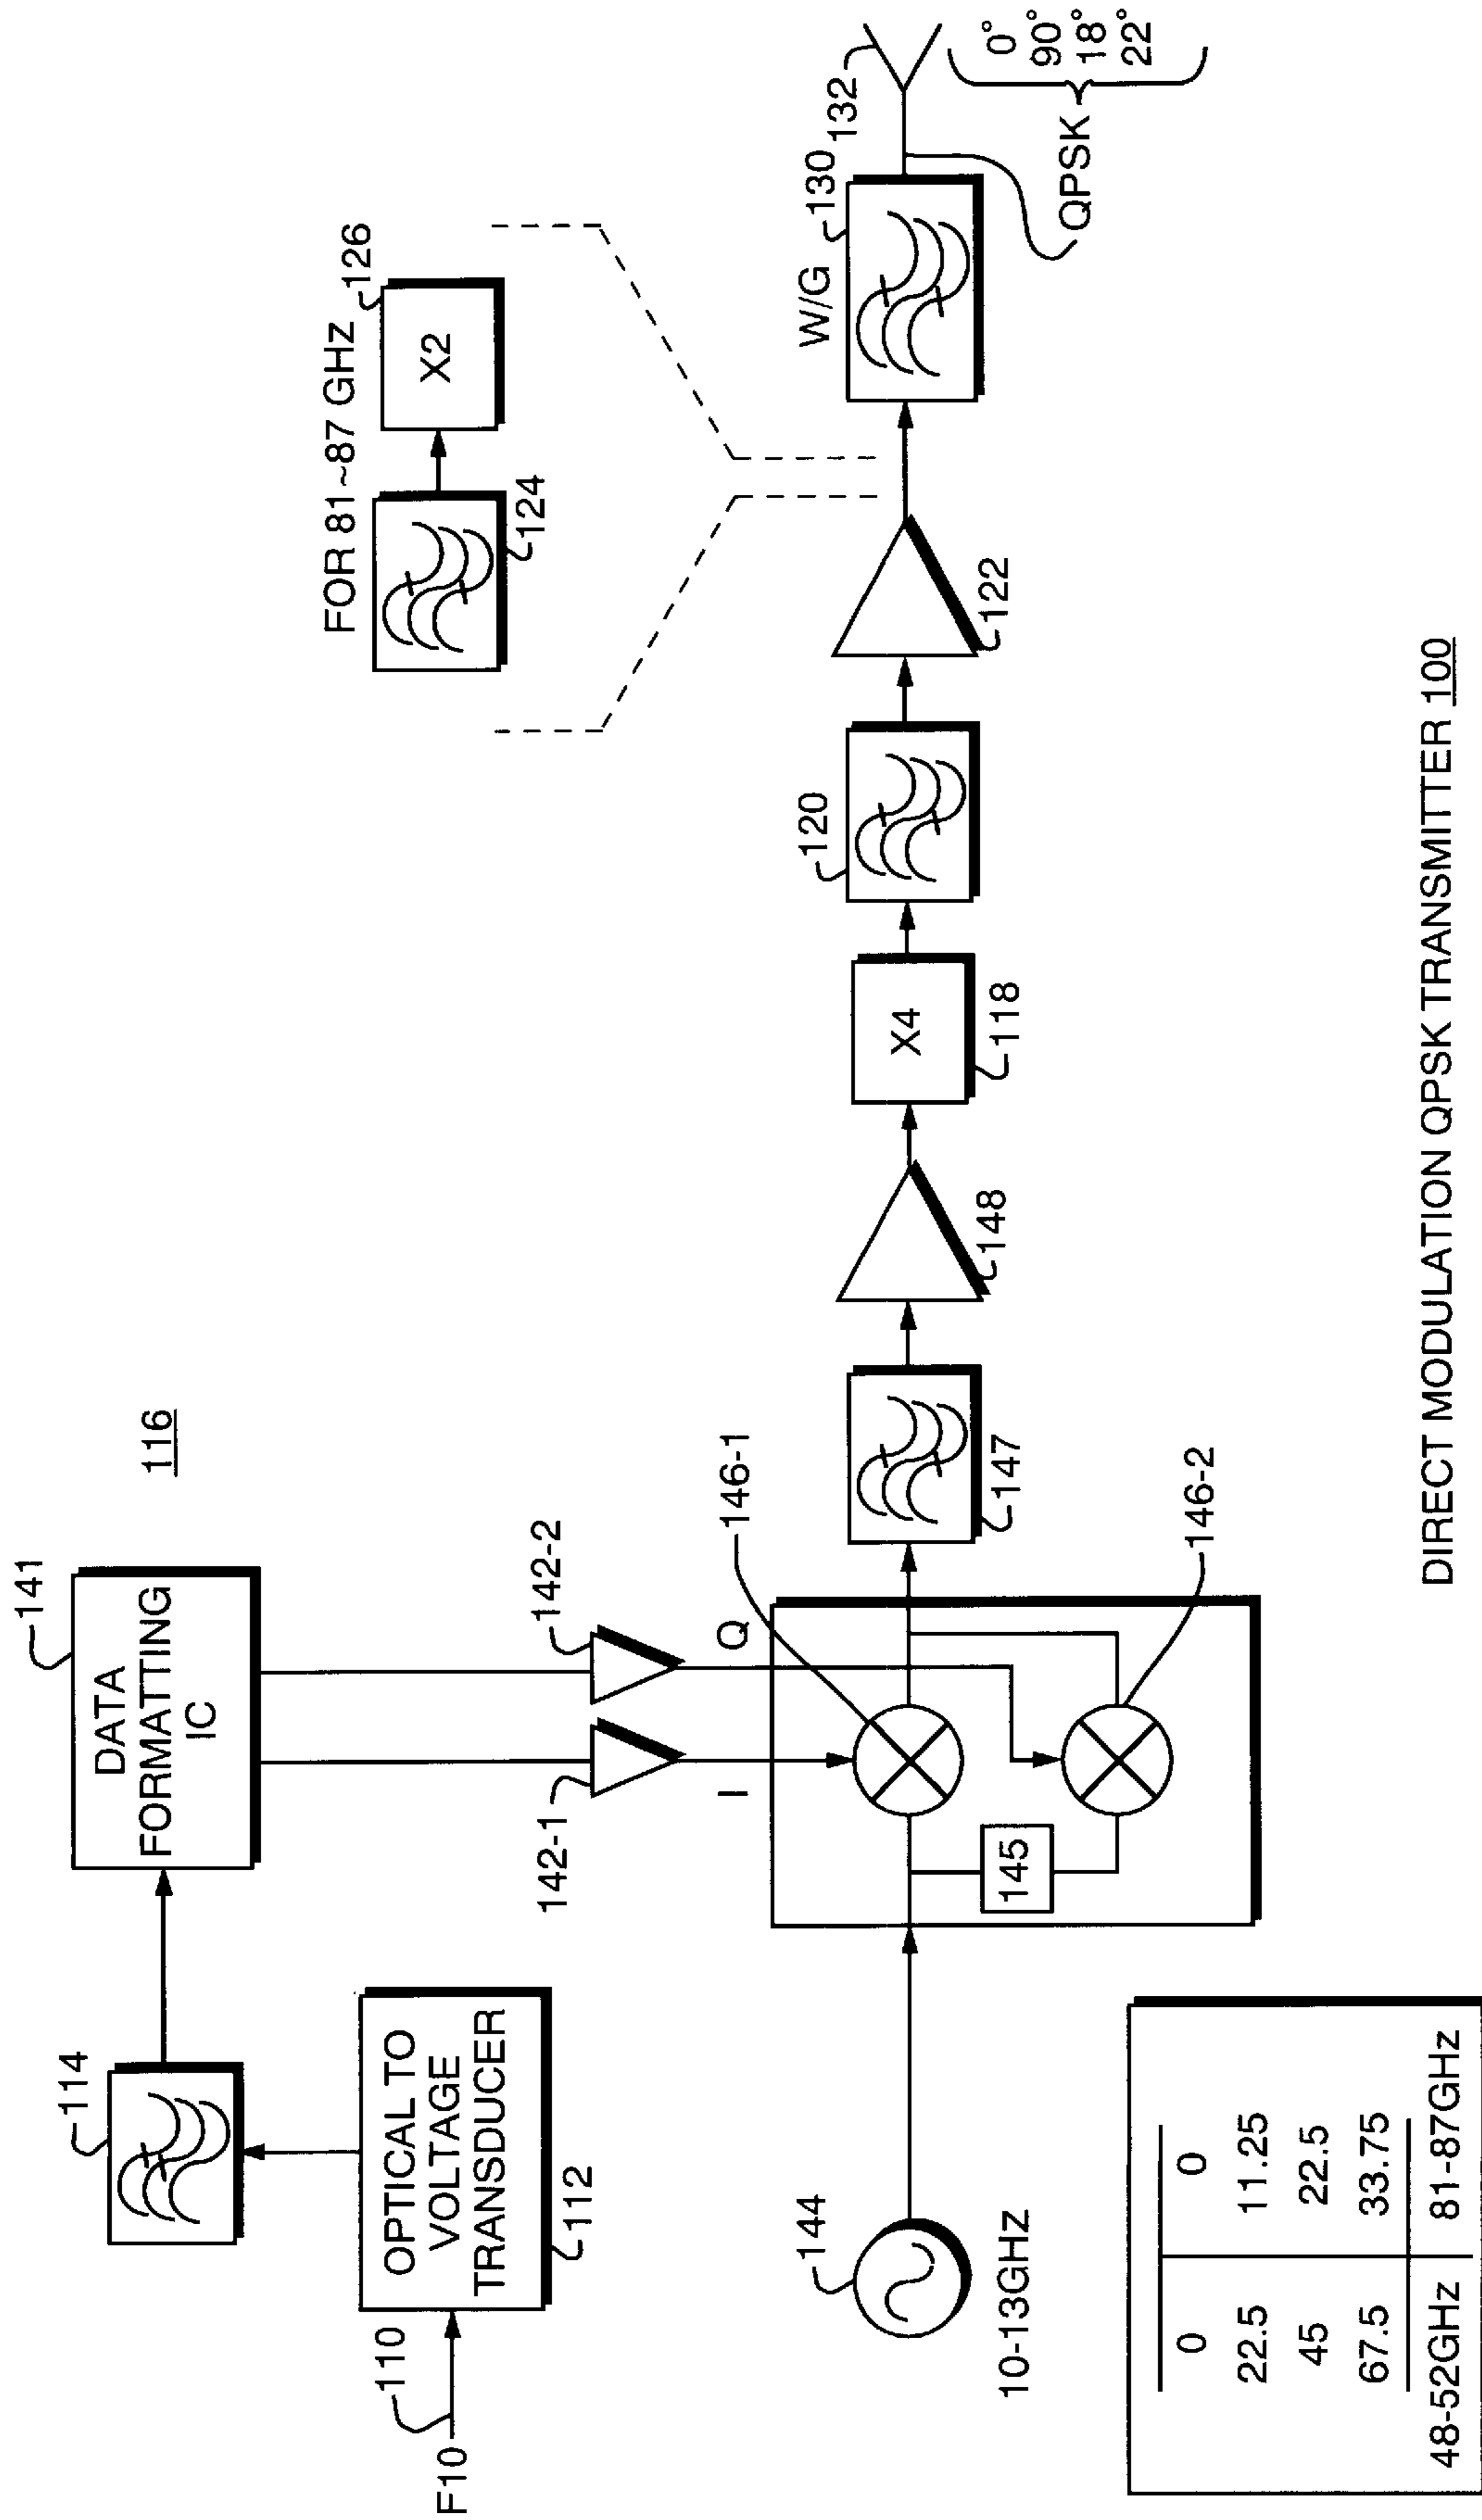 141
116
114
DATA
FORMATTING
IC
110
F10
OPTICAL TO
VOLTAGE
TRANSDUCER
112
142-1
142-2
I
Q
FOR 81~87 GHz
126
X2
124
144
10-13GHz
145
146-1
146-2
147
148
X4
118
120
122
W/G
130
132
QPSK
0°
90°
18°
22°
0 0
22.5 11.25
45 22.5
67.5 33.75
48-52GHz 81-87GHz
DIRECT MODULATION QPSK TRANSMITTER 100